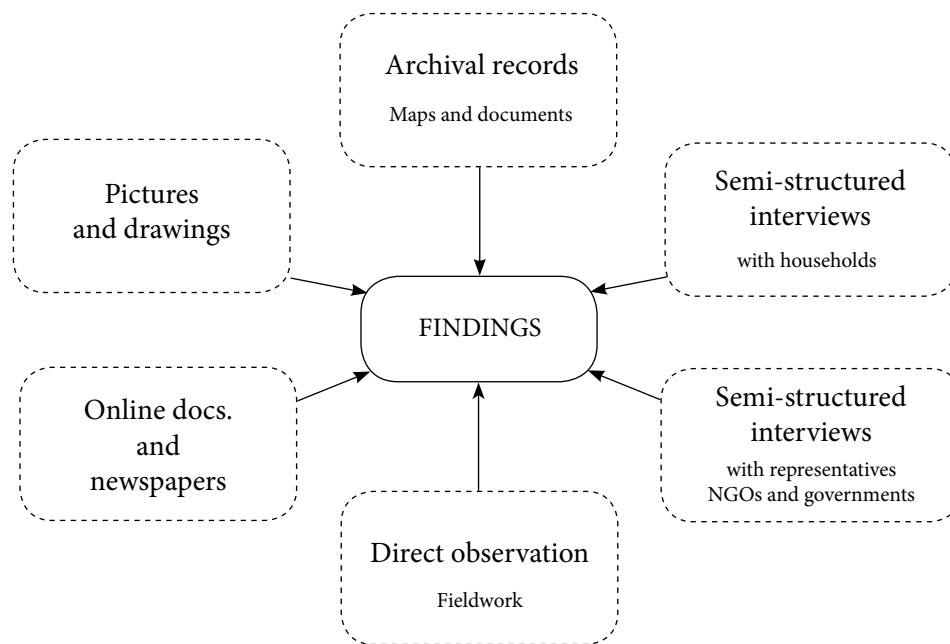 Archival records
Maps and documents
Pictures
and drawings
Semi-structured
interviews
with households
FINDINGS
Online docs.
and
newspapers
Semi-structured
interviews
with representatives
NGOs and governments
Direct observation
Fieldwork